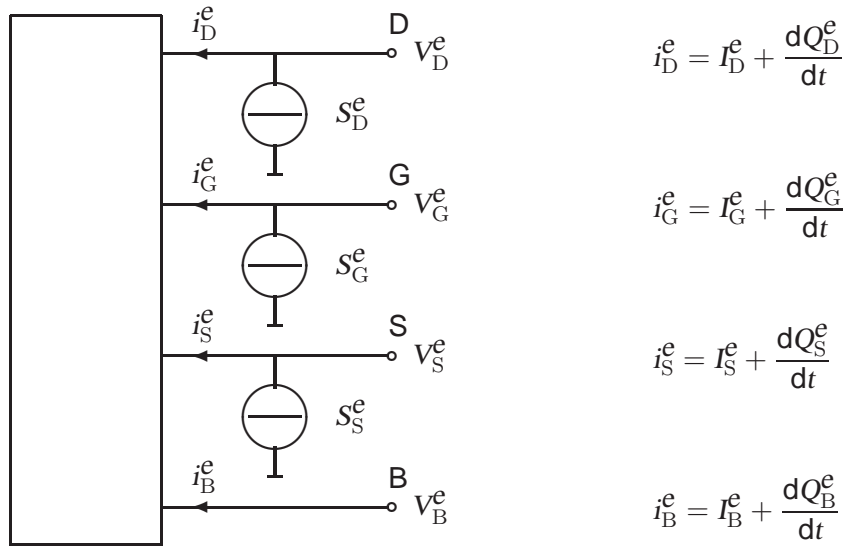 i_D^e D V_D^e i_D^e = I_D^e + dQ_D^e/dt
S_D^e
i_G^e G V_G^e i_G^e = I_G^e + dQ_G^e/dt
S_G^e
i_S^e S V_S^e i_S^e = I_S^e + dQ_S^e/dt
S_S^e
i_B^e B V_B^e i_B^e = I_B^e + dQ_B^e/dt